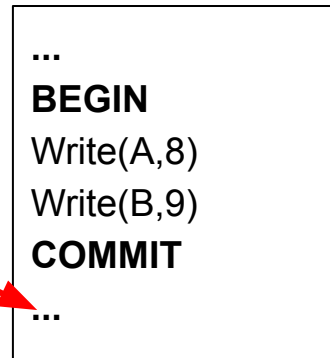 ...
BEGIN
Write(A,8)
Write(B,9)
COMMIT
...